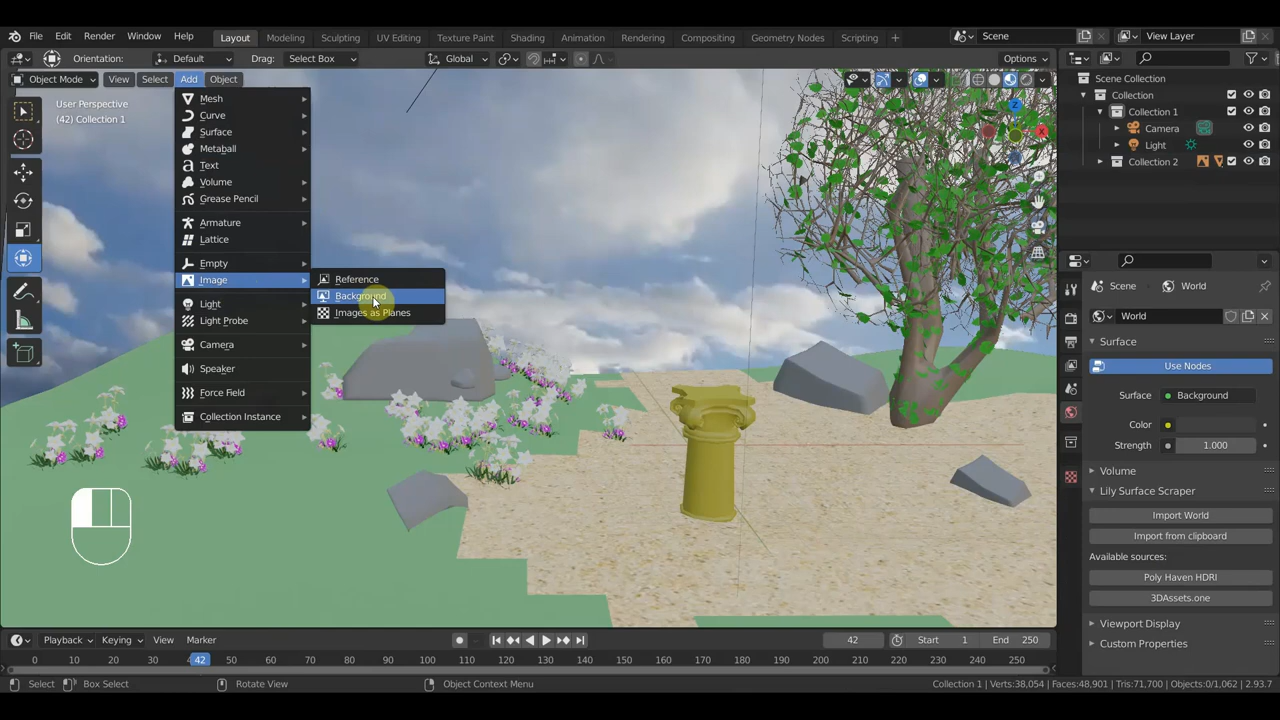 File Edit Render Window Help Layout Modeling Sculpting UV Editing Texture Paint Shading Animation Rendering Compositing Geometry Nodes Scripting + Scene View Layer
Orientation: Default Drag: Select Box Global Options
Object Mode View Select Add Object
User Perspective
(42) Collection 1
Mesh
Curve
Surface
Metaball
Text
Volume
Grease Pencil
Armature
Lattice
Empty
Image
Light
Light Probe
Camera
Speaker
Force Field
Collection Instance
Reference
Background
Images as Planes
Z
X
Scene Collection
Collection
Collection 1
Camera
Light
Collection 2
Scene World
World
Surface
Use Nodes
Surface Background
Color
Strength 1.000
Volume
Lily Surface Scraper
Import World
Import from clipboard
Available sources:
Poly Haven HDRI
3DAssets.one
Viewport Display
Custom Properties
Playback Keying View Marker 42 Start 1 End 250
0 42 50 60 70 80 90 100 110 120 130 140 150 160 170 180 190 200 210 220 230 240 250
Select Box Select Rotate View Object Context Menu Collection 1 | Verts:38,054 | Faces:48,901 | Tris:71,700 | Objects:0/1,062 | 2.93.7